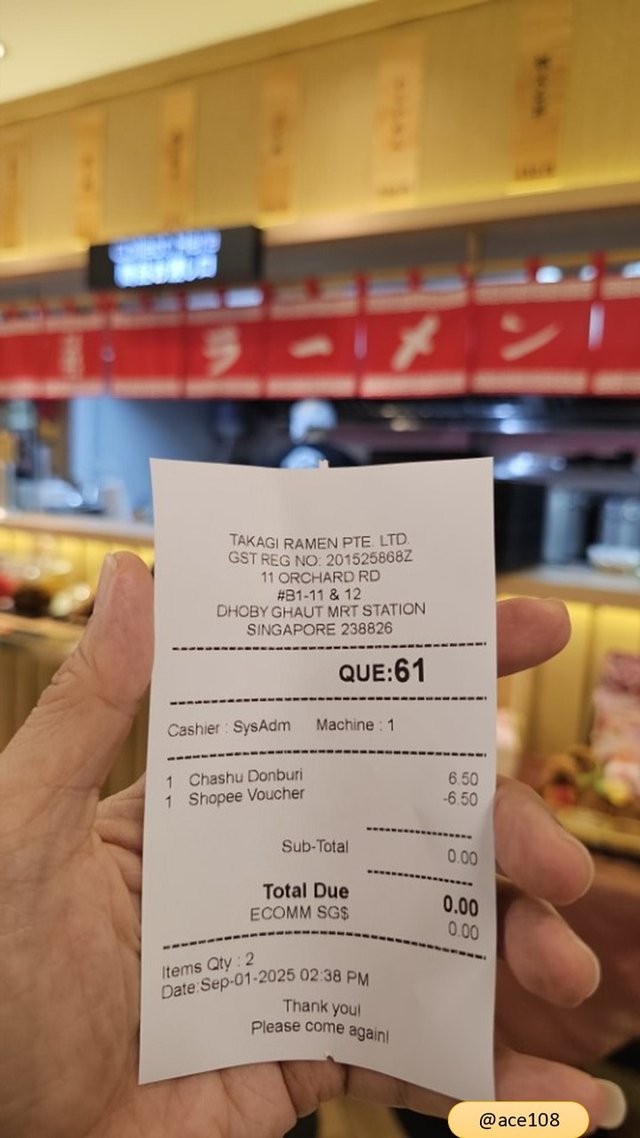 ラーメン
TAKAGI RAMEN PTE. LTD.
GST REG NO: 201525868Z
11 ORCHARD RD
#B1-11 & 12
DHOBY GHAUT MRT STATION
SINGAPORE 238826
QUE:61
Cashier : SysAdm Machine : 1
1 Chashu Donburi 6.50
1 Shopee Voucher -6.50
Sub-Total 0.00
Total Due 0.00
ECOMM SG$ 0.00
Items Qty : 2
Date:Sep-01-2025 02:38 PM
Thank you!
Please come again!
@ace108